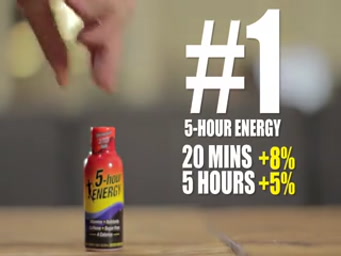 #1
5-HOUR ENERGY
20 MINS +8%
5 HOURS +5%
5-hour
ENERGY